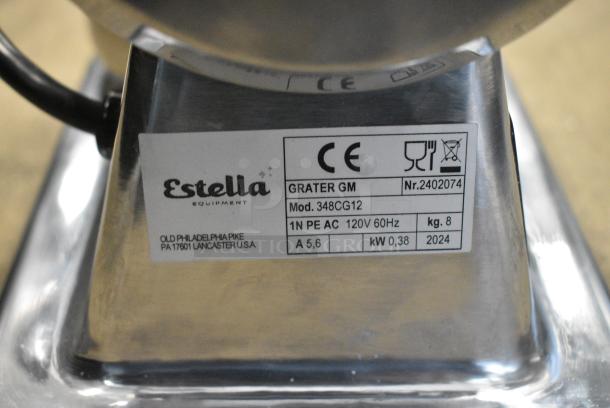 Estella
EQUIPMENT
OLD PHILADELPHIA PIKE
PA 17601 LANCASTER U.S.A
CE
GRATER GM Nr.2402074
Mod. 348CG12
1N PE AC 120V 60Hz kg. 8
A 5,6 kW 0,38 2024